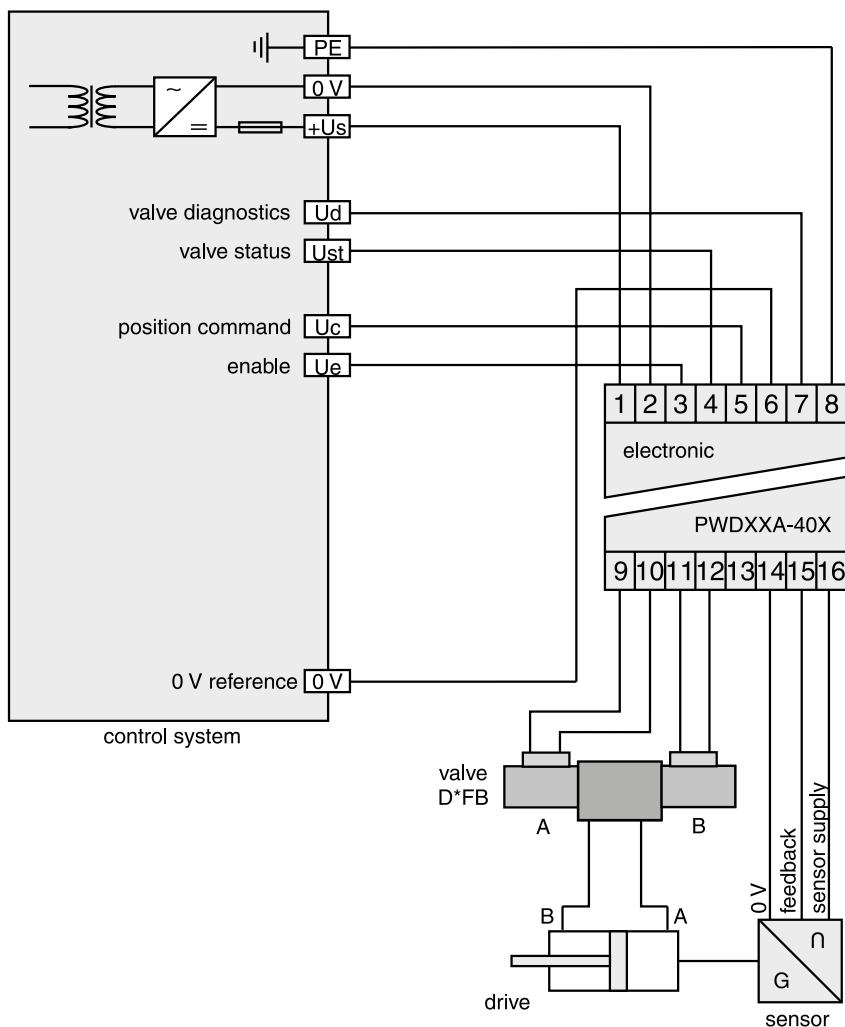 PE
0 V
+Us
~
=
valve diagnostics Ud
valve status Ust
position command Uc
enable Ue
1 2 3 4 5 6 7 8
electronic
PWDXXA-40X
9 10 11 12 13 14 15 16
0 V reference 0 V
control system
valve
D*FB
A B
0 V
feedback
sensor supply
B A
U
G
drive
sensor